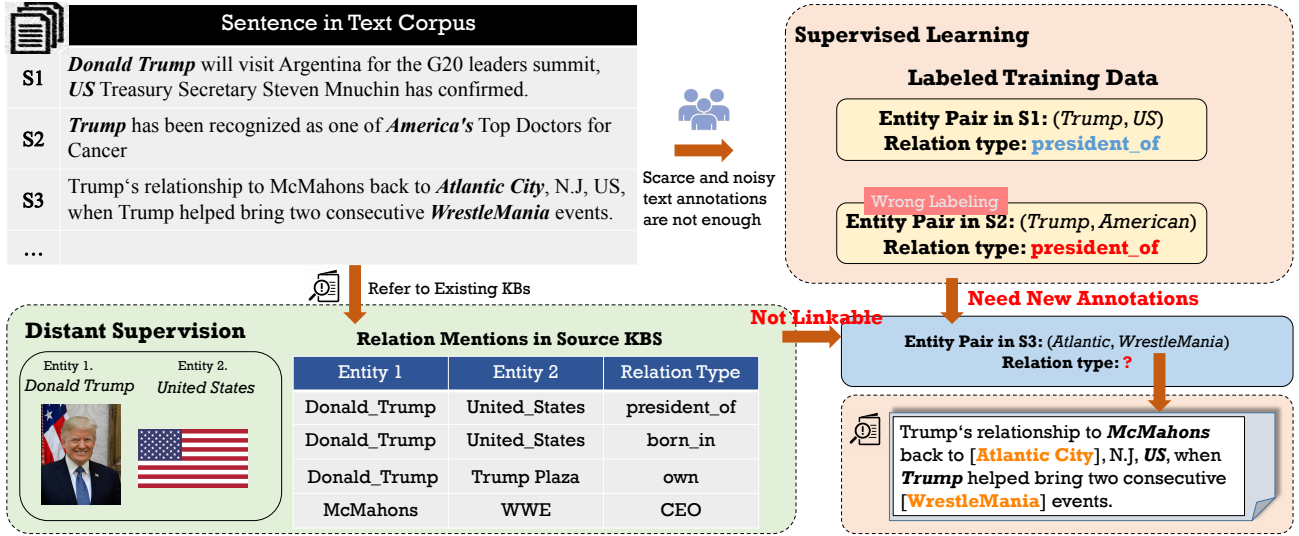 Sentence in Text Corpus
S1
Donald Trump will visit Argentina for the G20 leaders summit,
US Treasury Secretary Steven Mnuchin has confirmed.
S2
Trump has been recognized as one of America's Top Doctors for
Cancer
S3
Trump's relationship to McMahons back to Atlantic City, N.J, US,
when Trump helped bring two consecutive WrestleMania events.
...
Scarce and noisy
text annotations
are not enough
Supervised Learning
Labeled Training Data
Entity Pair in S1: (Trump, US)
Relation type: president_of
Wrong Labeling
Entity Pair in S2: (Trump, American)
Relation type: president_of
Refer to Existing KBs
Need New Annotations
Not Linkable
Distant Supervision
Entity 1.
Donald Trump
Entity 2.
United States
Relation Mentions in Source KBS
Entity 1 Entity 2 Relation Type
Donald_Trump United_States president_of
Donald_Trump United_States born_in
Donald_Trump Trump Plaza own
McMahons WWE CEO
Entity Pair in S3: (Atlantic, WrestleMania)
Relation type: ?
Trump's relationship to McMahons
back to [Atlantic City], N.J, US, when
Trump helped bring two consecutive
[WrestleMania] events.